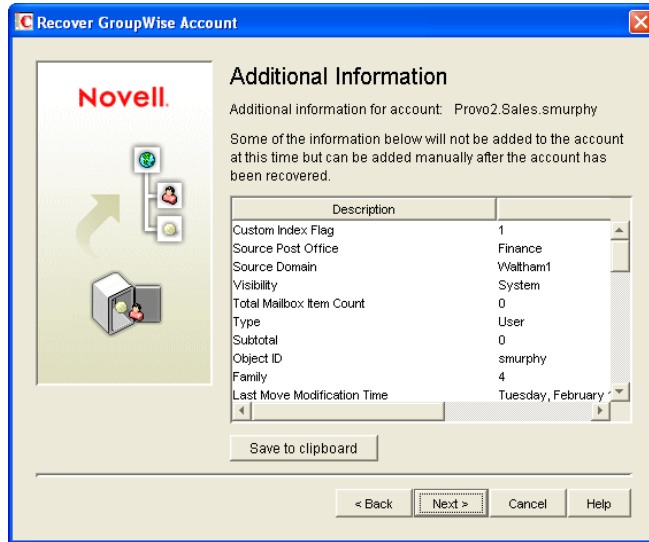 Recover GroupWise Account
Novell.
Additional Information
Additional information for account: Provo2.Sales.smurphy
Some of the information below will not be added to the account
at this time but can be added manually after the account has
been recovered.
Description
Custom Index Flag 1
Source Post Office Finance
Source Domain Waltham1
Visibility System
Total Mailbox Item Count 0
Type User
Subtotal 0
Object ID smurphy
Family 4
Last Move Modification Time Tuesday, February
Save to clipboard
< Back Next > Cancel Help